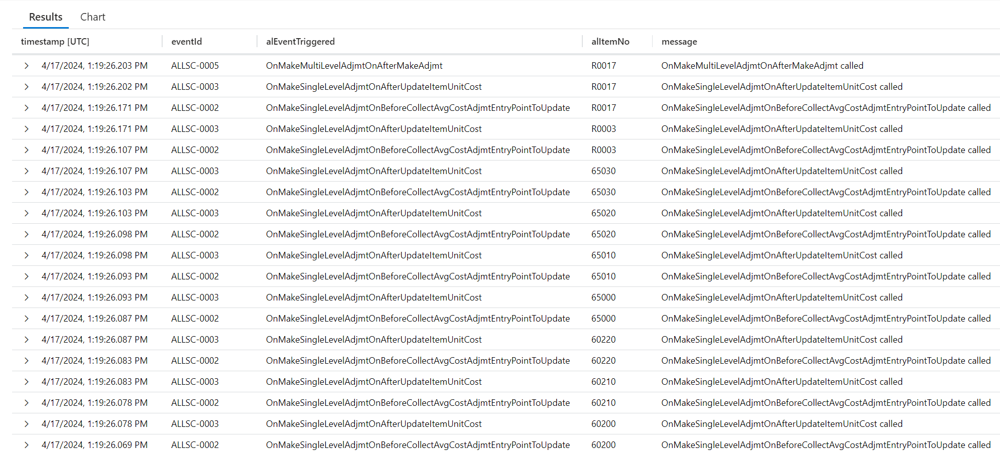 Results Chart
timestamp [UTC] eventId alEventTriggered alItemNo message
4/17/2024, 1:19:26.203 PM ALLSC-0005 OnMakeMultiLevelAdjmtOnAfterMakeAdjmt R0017 OnMakeMultiLevelAdjmtOnAfterMakeAdjmt called
4/17/2024, 1:19:26.202 PM ALLSC-0003 OnMakeSingleLevelAdjmtOnAfterUpdateItemUnitCost R0017 OnMakeSingleLevelAdjmtOnAfterUpdateItemUnitCost called
4/17/2024, 1:19:26.171 PM ALLSC-0002 OnMakeSingleLevelAdjmtOnBeforeCollectAvgCostAdjmtEntryPointToUpdate R0017 OnMakeSingleLevelAdjmtOnBeforeCollectAvgCostAdjmtEntryPointToUpdate called
4/17/2024, 1:19:26.171 PM ALLSC-0003 OnMakeSingleLevelAdjmtOnAfterUpdateItemUnitCost R0003 OnMakeSingleLevelAdjmtOnAfterUpdateItemUnitCost called
4/17/2024, 1:19:26.107 PM ALLSC-0002 OnMakeSingleLevelAdjmtOnBeforeCollectAvgCostAdjmtEntryPointToUpdate R0003 OnMakeSingleLevelAdjmtOnBeforeCollectAvgCostAdjmtEntryPointToUpdate called
4/17/2024, 1:19:26.107 PM ALLSC-0003 OnMakeSingleLevelAdjmtOnAfterUpdateItemUnitCost 65030 OnMakeSingleLevelAdjmtOnAfterUpdateItemUnitCost called
4/17/2024, 1:19:26.103 PM ALLSC-0002 OnMakeSingleLevelAdjmtOnBeforeCollectAvgCostAdjmtEntryPointToUpdate 65030 OnMakeSingleLevelAdjmtOnBeforeCollectAvgCostAdjmtEntryPointToUpdate called
4/17/2024, 1:19:26.103 PM ALLSC-0003 OnMakeSingleLevelAdjmtOnAfterUpdateItemUnitCost 65020 OnMakeSingleLevelAdjmtOnAfterUpdateItemUnitCost called
4/17/2024, 1:19:26.098 PM ALLSC-0002 OnMakeSingleLevelAdjmtOnBeforeCollectAvgCostAdjmtEntryPointToUpdate 65020 OnMakeSingleLevelAdjmtOnBeforeCollectAvgCostAdjmtEntryPointToUpdate called
4/17/2024, 1:19:26.098 PM ALLSC-0003 OnMakeSingleLevelAdjmtOnAfterUpdateItemUnitCost 65010 OnMakeSingleLevelAdjmtOnAfterUpdateItemUnitCost called
4/17/2024, 1:19:26.093 PM ALLSC-0002 OnMakeSingleLevelAdjmtOnBeforeCollectAvgCostAdjmtEntryPointToUpdate 65010 OnMakeSingleLevelAdjmtOnBeforeCollectAvgCostAdjmtEntryPointToUpdate called
4/17/2024, 1:19:26.093 PM ALLSC-0003 OnMakeSingleLevelAdjmtOnAfterUpdateItemUnitCost 65000 OnMakeSingleLevelAdjmtOnAfterUpdateItemUnitCost called
4/17/2024, 1:19:26.087 PM ALLSC-0002 OnMakeSingleLevelAdjmtOnBeforeCollectAvgCostAdjmtEntryPointToUpdate 65000 OnMakeSingleLevelAdjmtOnBeforeCollectAvgCostAdjmtEntryPointToUpdate called
4/17/2024, 1:19:26.087 PM ALLSC-0003 OnMakeSingleLevelAdjmtOnAfterUpdateItemUnitCost 60220 OnMakeSingleLevelAdjmtOnAfterUpdateItemUnitCost called
4/17/2024, 1:19:26.083 PM ALLSC-0002 OnMakeSingleLevelAdjmtOnBeforeCollectAvgCostAdjmtEntryPointToUpdate 60220 OnMakeSingleLevelAdjmtOnBeforeCollectAvgCostAdjmtEntryPointToUpdate called
4/17/2024, 1:19:26.083 PM ALLSC-0003 OnMakeSingleLevelAdjmtOnAfterUpdateItemUnitCost 60210 OnMakeSingleLevelAdjmtOnAfterUpdateItemUnitCost called
4/17/2024, 1:19:26.078 PM ALLSC-0002 OnMakeSingleLevelAdjmtOnBeforeCollectAvgCostAdjmtEntryPointToUpdate 60210 OnMakeSingleLevelAdjmtOnBeforeCollectAvgCostAdjmtEntryPointToUpdate called
4/17/2024, 1:19:26.078 PM ALLSC-0003 OnMakeSingleLevelAdjmtOnAfterUpdateItemUnitCost 60200 OnMakeSingleLevelAdjmtOnAfterUpdateItemUnitCost called
4/17/2024, 1:19:26.069 PM ALLSC-0002 OnMakeSingleLevelAdjmtOnBeforeCollectAvgCostAdjmtEntryPointToUpdate 60200 OnMakeSingleLevelAdjmtOnBeforeCollectAvgCostAdjmtEntryPointToUpdate called